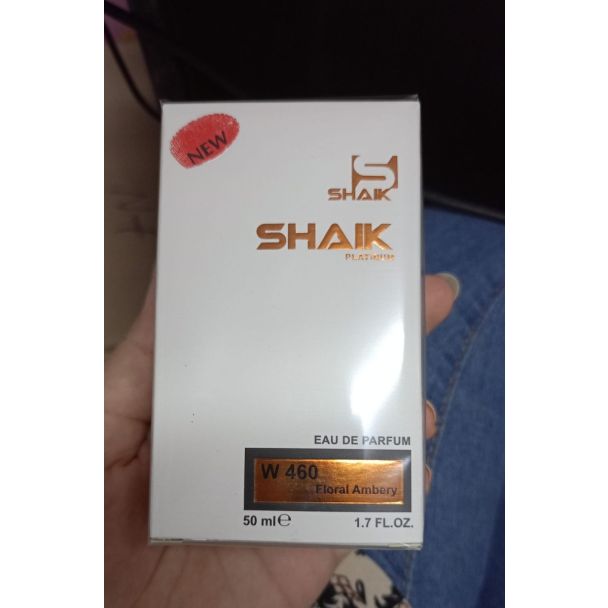 NEW
S
SHAIK
SHAIK
PLATINUM
EAU DE PARFUM
W 460
Floral Ambery
50 ml℮ 1.7 FL.OZ.